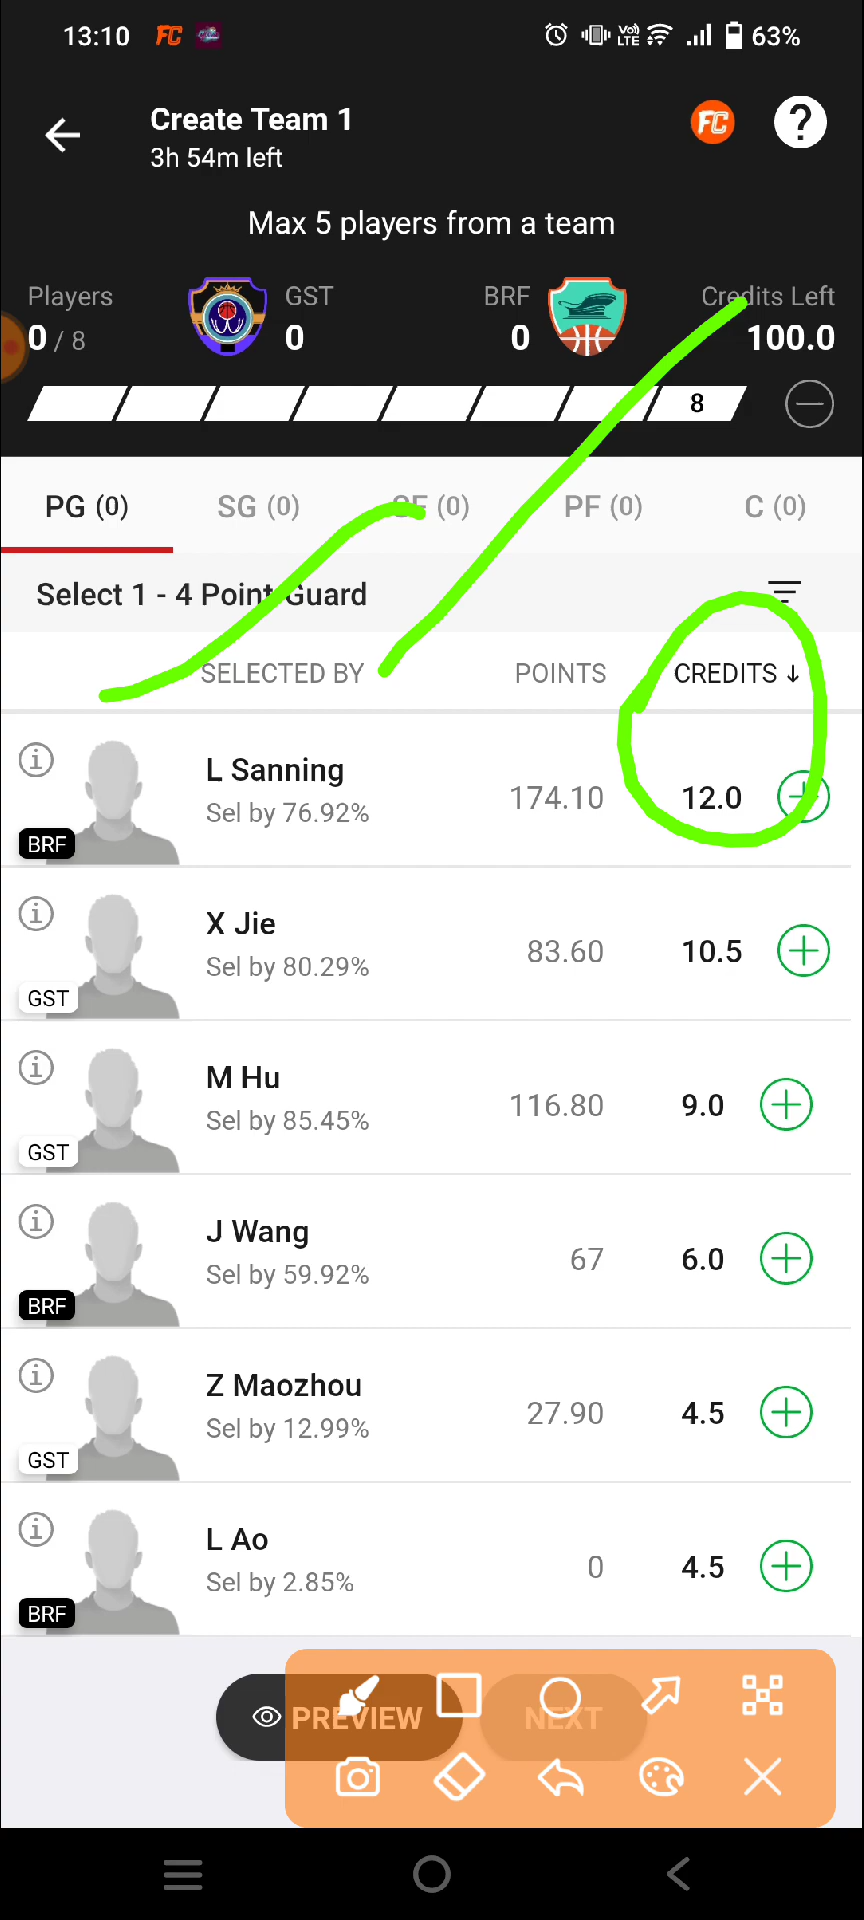 13:10 FC Vo) LTE 63%
Create Team 1 FC ?
3h 54m left
Max 5 players from a team
Players GST BRF Credits Left
0 / 8 0 0 100.0
8
PG (0) SG (0) SF (0) PF (0) C (0)
Select 1 - 4 Point Guard
SELECTED BY POINTS CREDITS ↓
L Sanning
Sel by 76.92% 174.10 12.0
BRF
X Jie
Sel by 80.29% 83.60 10.5
GST
M Hu
Sel by 85.45% 116.80 9.0
GST
J Wang
Sel by 59.92% 67 6.0
BRF
Z Maozhou
Sel by 12.99% 27.90 4.5
GST
L Ao
Sel by 2.85% 0 4.5
BRF
PREVIEW NEXT